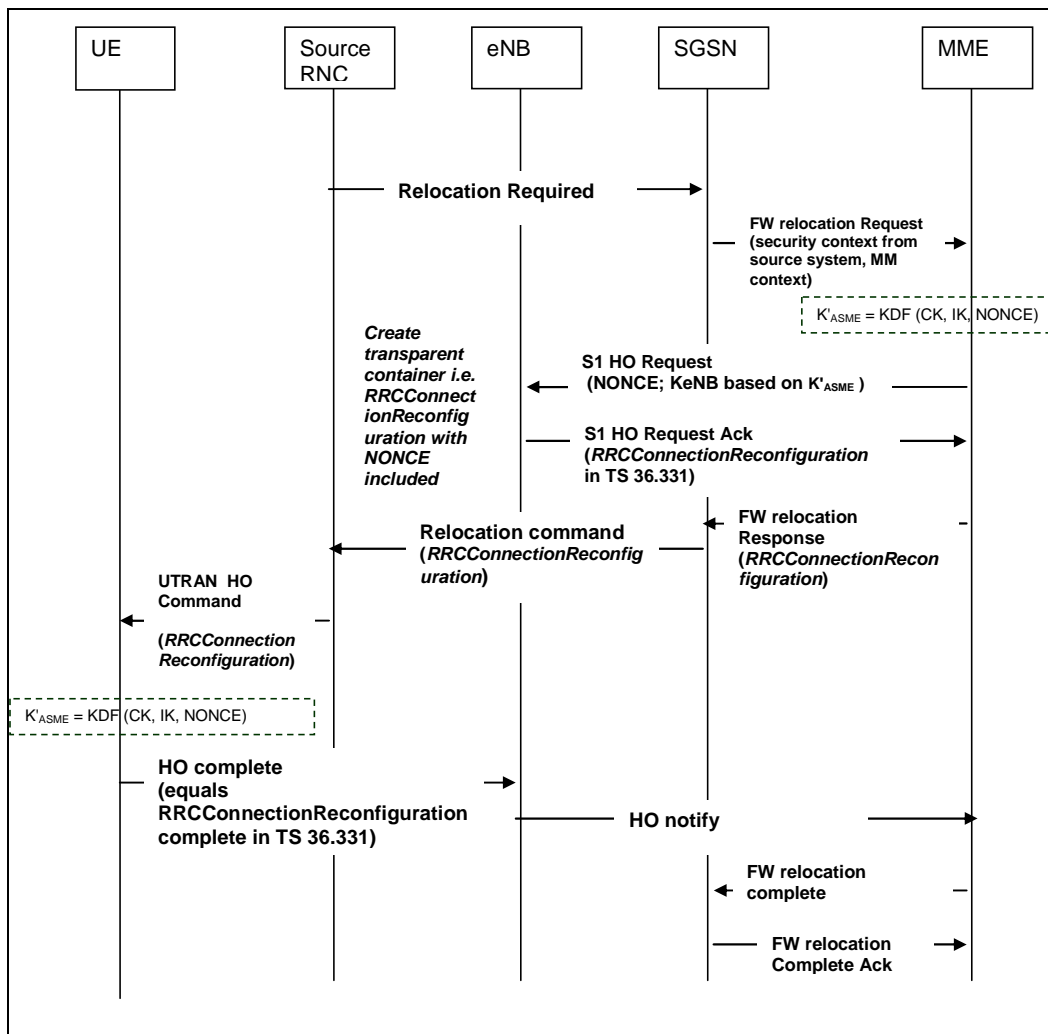 UE
Source
RNC
eNB
SGSN
MME
Relocation Required
FW relocation Request
(security context from
source system, MM
context)
K'ASME = KDF (CK, IK, NONCE)
Create
transparent
container i.e.
RRCConnect
ionReconfig
uration with
NONCE
included
S1 HO Request
(NONCE; KeNB based on K'ASME )
S1 HO Request Ack
(RRCConnectionReconfiguration
in TS 36.331)
FW relocation
Response
(RRCConnectionRecon
figuration)
Relocation command
(RRCConnectionReconfig
uration)
UTRAN HO
Command
(RRCConnection
Reconfiguration)
K'ASME = KDF (CK, IK, NONCE)
HO complete
(equals
RRCConnectionReconfiguration
complete in TS 36.331)
HO notify
FW relocation
complete
FW relocation
Complete Ack